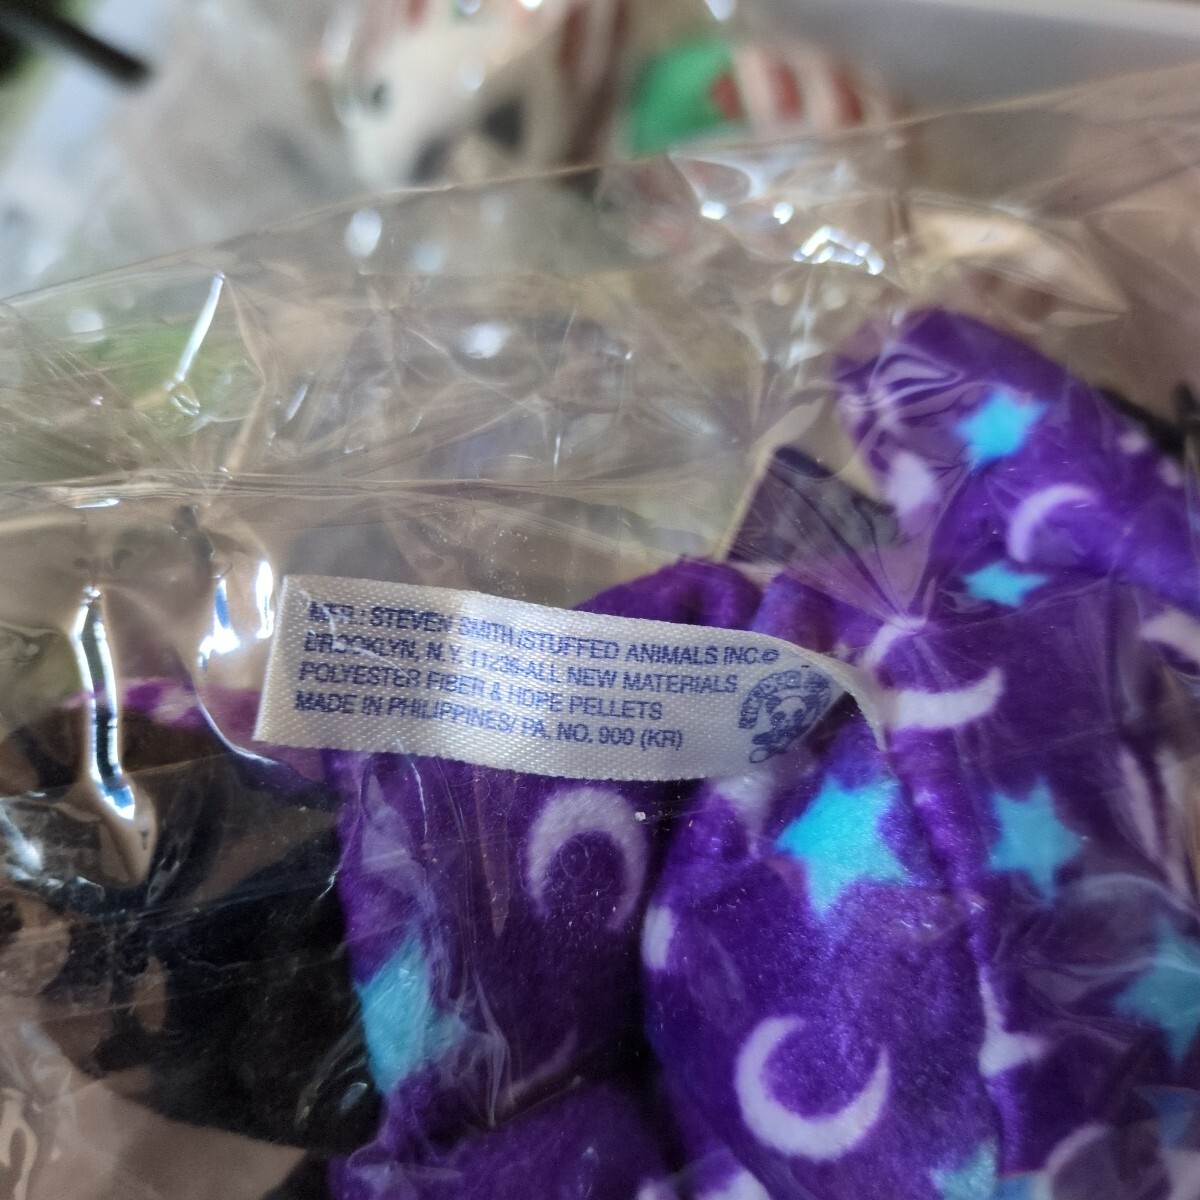 MFR : STEVEN SMITH/STUFFED ANIMALS INC.©
BROOKLYN, N.Y. 11236-ALL NEW MATERIALS
POLYESTER FIBER & HDPE PELLETS
MADE IN PHILIPPINES/ PA. NO. 900 (KR)